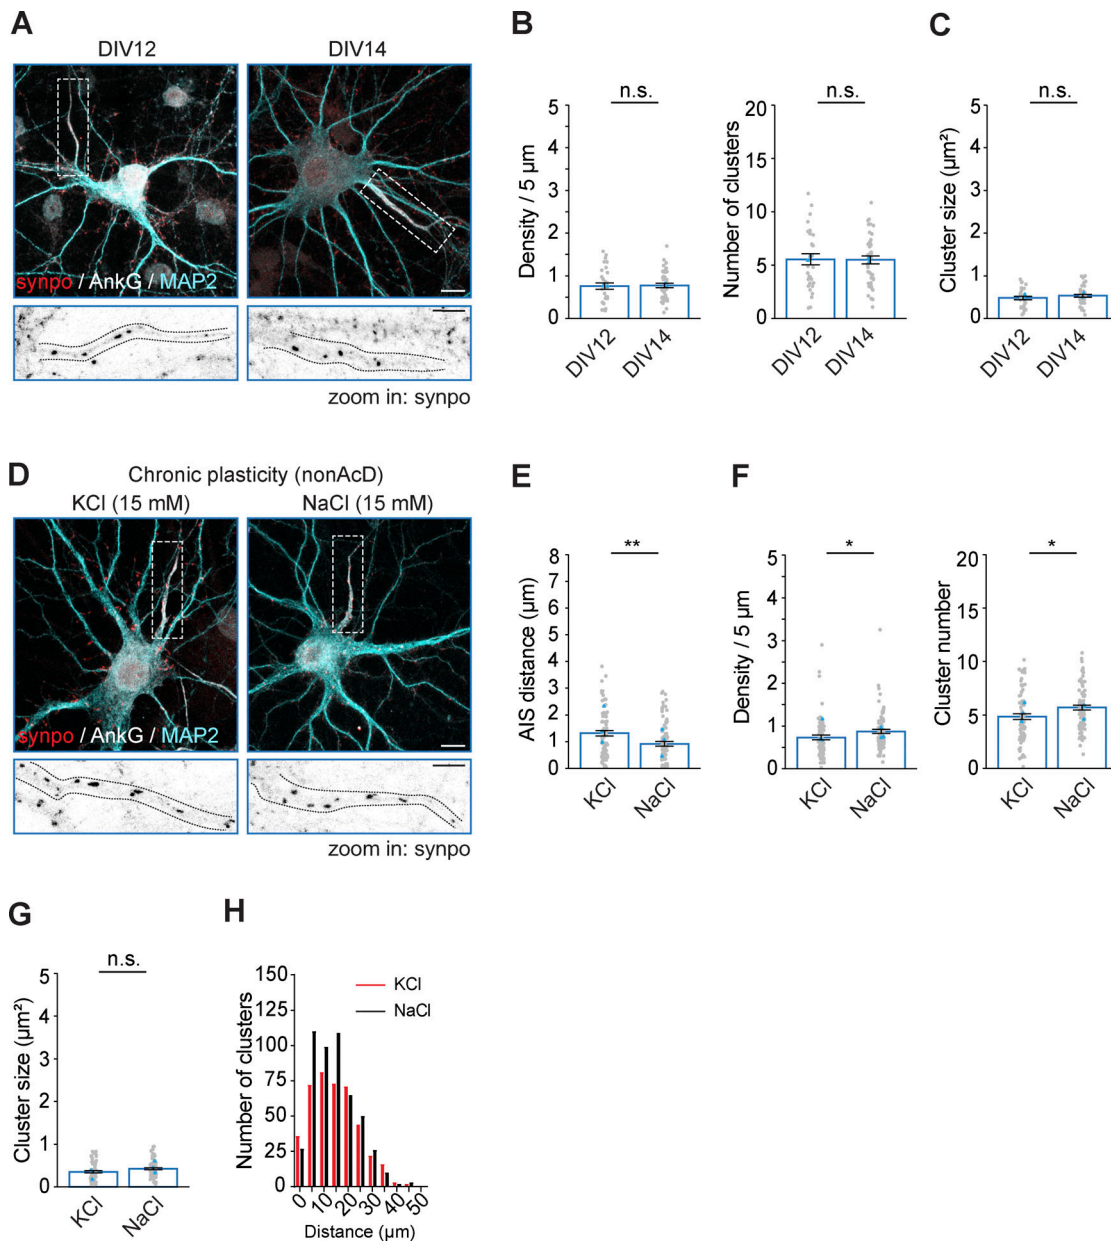 A
DIV12
DIV14
synpo / AnkG / MAP2
zoom in: synpo
B
n.s.
Density / 5 µm
5
4
3
2
1
0
DIV12
DIV14
n.s.
Number of clusters
20
15
10
5
0
DIV12
DIV14
C
n.s.
Cluster size (µm²)
5
4
3
2
1
0
DIV12
DIV14
D
Chronic plasticity (nonAcD)
KCl (15 mM)
NaCl (15 mM)
synpo / AnkG / MAP2
zoom in: synpo
E
**
AIS distance (µm)
8
7
6
5
4
3
2
1
0
KCl
NaCl
F
*
Density / 5 µm
5
4
3
2
1
0
KCl
NaCl
*
Cluster number
20
15
10
5
0
KCl
NaCl
G
n.s.
Cluster size (µm²)
5
4
3
2
1
0
KCl
NaCl
H
KCl
NaCl
Number of clusters
150
125
100
75
50
25
0
0
10
20
30
40
50
Distance (µm)